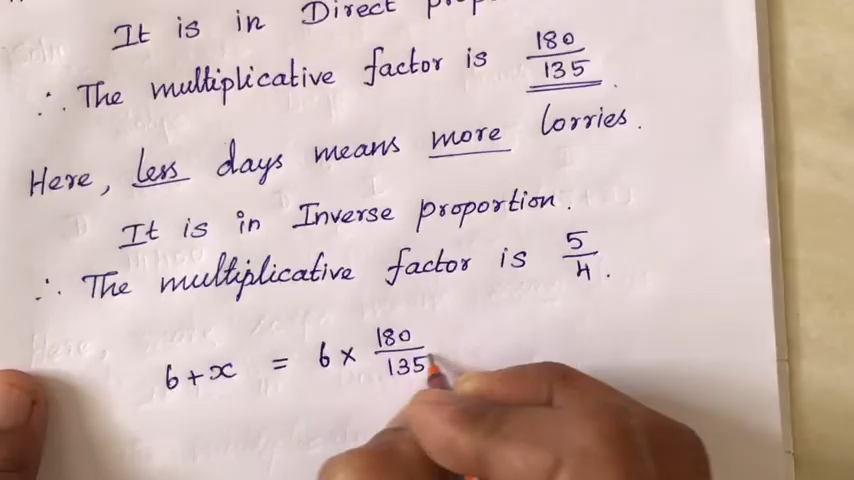 It is in Direct
∴ The multiplicative factor is 180/135.
Here, less days means more lorries.
It is in Inverse proportion.
∴ The multiplicative factor is 5/4.
6+x = 6 × 180/135